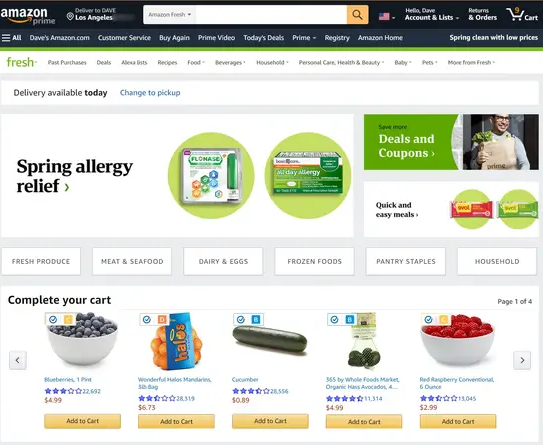 amazon prime
Deliver to DAVE
Los Angeles
Amazon Fresh
Hello, Dave
Account & Lists
Returns
& Orders
9
Cart
All Dave's Amazon.com Customer Service Buy Again Prime Video Today's Deals Prime Registry Amazon Home Spring clean with low prices
fresh Past Purchases Deals Alexa lists Recipes Food Beverages Household Personal Care, Health & Beauty Baby Pets More from Fresh
Delivery available today Change to pickup
Spring allergy
relief ›
FLONASE
all day allergy
Save more
Deals and
Coupons ›
prime
Quick and
easy meals ›
evol
evol
FRESH PRODUCE MEAT & SEAFOOD DAIRY & EGGS FROZEN FOODS PANTRY STAPLES HOUSEHOLD
Complete your cart Page 1 of 4
C
D
B
B
C
halos
Blueberries, 1 Pint
22,692
$4.99
Add to Cart
Wonderful Halos Mandarins,
5lb Bag
28,319
$6.73
Add to Cart
Cucumber
28,556
$0.89
Add to Cart
365 by Whole Foods Market,
Organic Hass Avocados, 4...
11,314
$4.99
Add to Cart
Red Raspberry Conventional,
6 Ounce
13,045
$2.99
Add to Cart